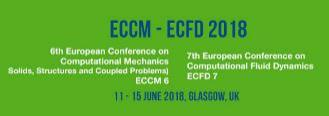 ECCM - ECFD 2018
6th European Conference on
Computational Mechanics
Solids, Structures and Coupled Problems)
ECCM 6
7th European Conference on
Computational Fluid Dynamics
ECFD 7
11 - 15 JUNE 2018, GLASGOW, UK